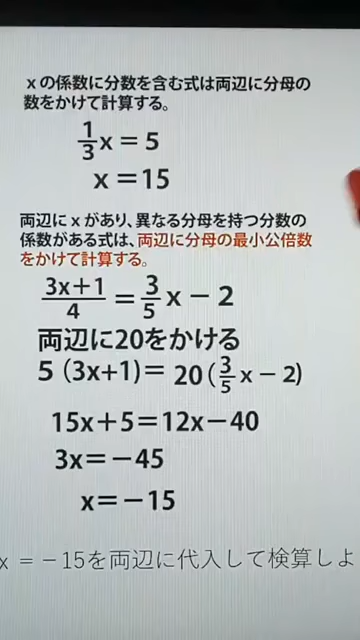 xの係数に分数を含む式は両辺に分母の
数をかけて計算する。
1/3 x = 5
x = 15
両辺にxがあり、異なる分母を持つ分数の
係数がある式は、両辺に分母の最小公倍数
をかけて計算する。
3x+1/4 = 3/5 x − 2
両辺に20をかける
5 (3x+1) = 20 (3/5 x − 2)
15x+5=12x−40
3x=−45
x=−15
x = −15を両辺に代入して検算しよ